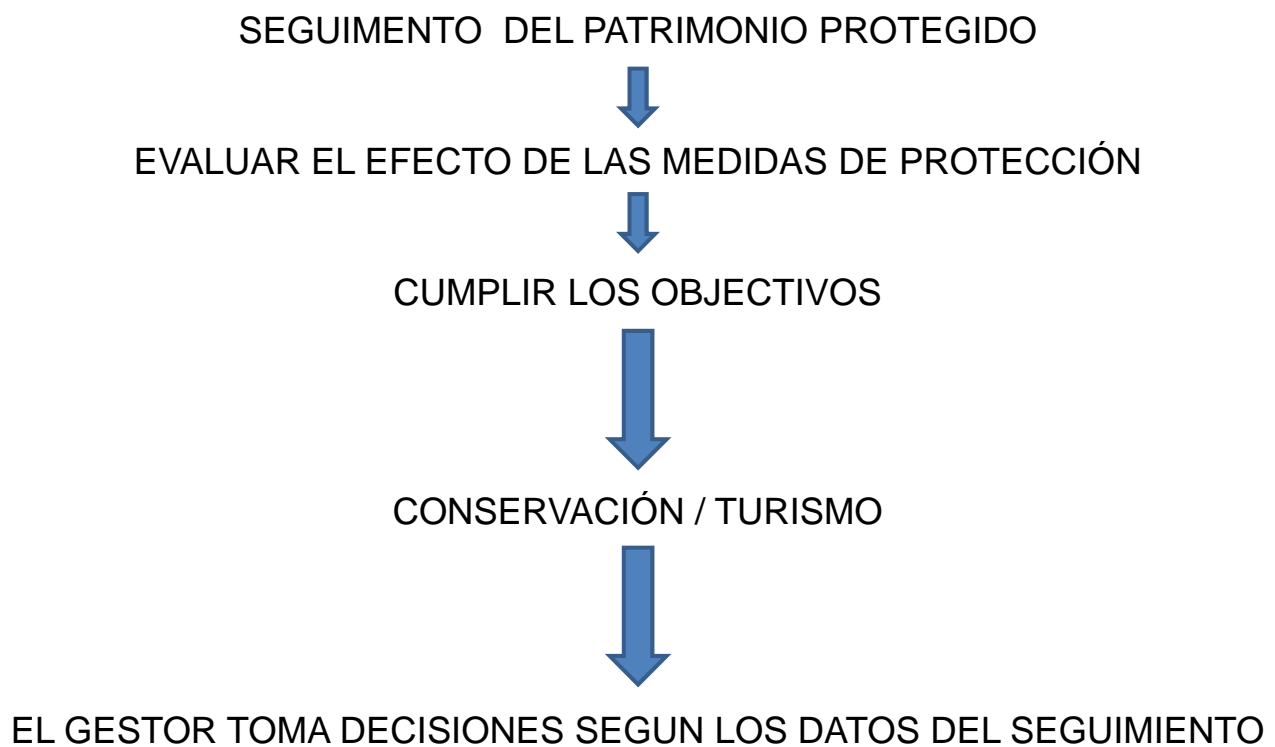 SEGUIMENTO  DEL PATRIMONIO PROTEGIDO
EVALUAR EL EFECTO DE LAS MEDIDAS DE PROTECCIÓN
CUMPLIR LOS OBJECTIVOS
CONSERVACIÓN / TURISMO
EL GESTOR TOMA DECISIONES SEGUN LOS DATOS DEL SEGUIMIENTO